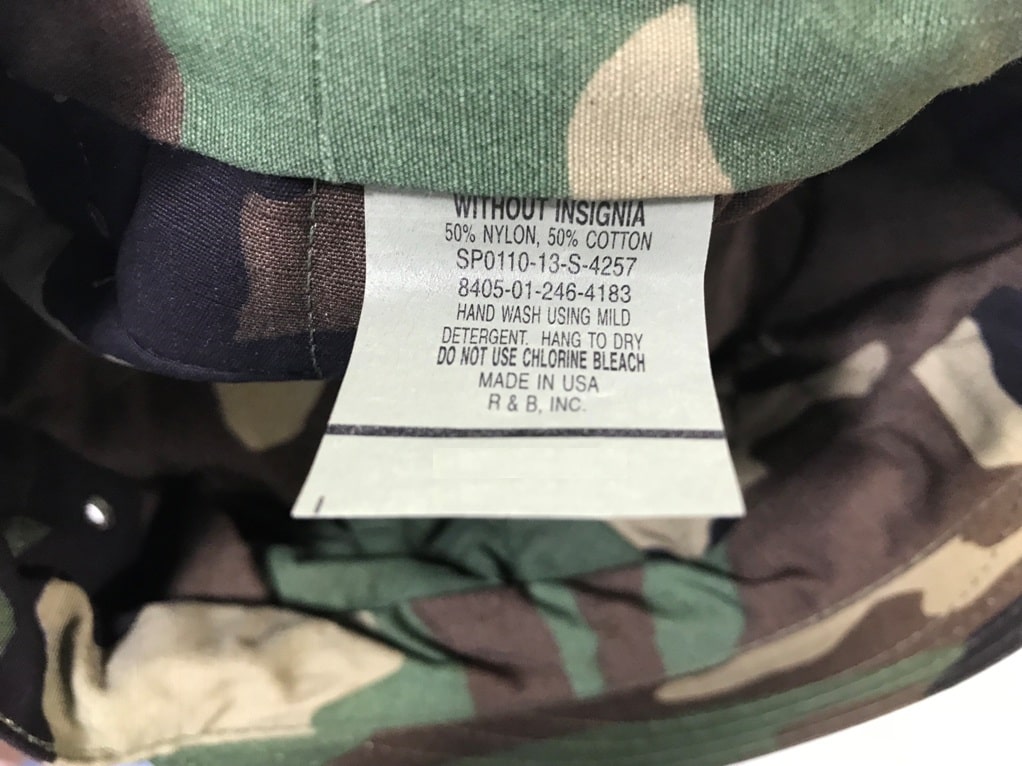 WITHOUT INSIGNIA
50% NYLON, 50% COTTON
SP0110-13-S-4257
8405-01-246-4183
HAND WASH USING MILD
DETERGENT. HANG TO DRY
DO NOT USE CHLORINE BLEACH
MADE IN USA
R & B, INC.